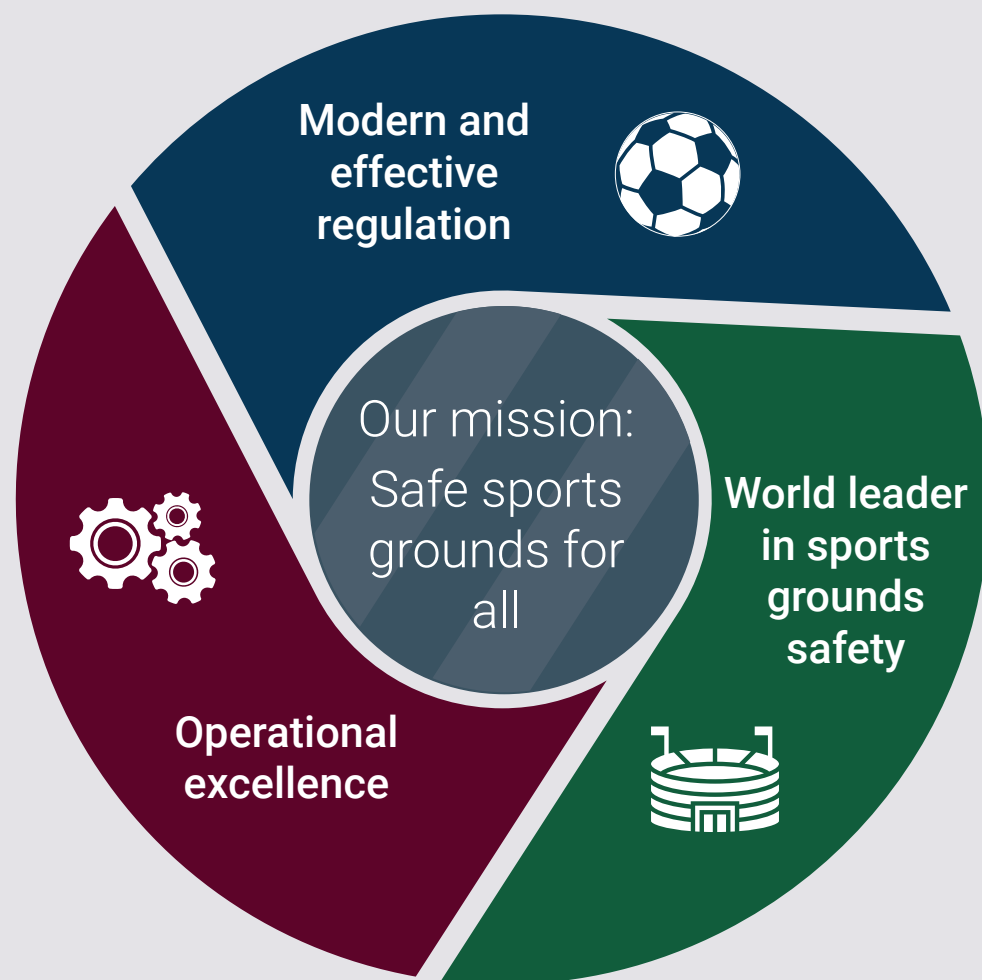 Modern and
effective
regulation
Our mission:
Safe sports
grounds for
all
World leader
in sports
grounds
safety
Operational
excellence